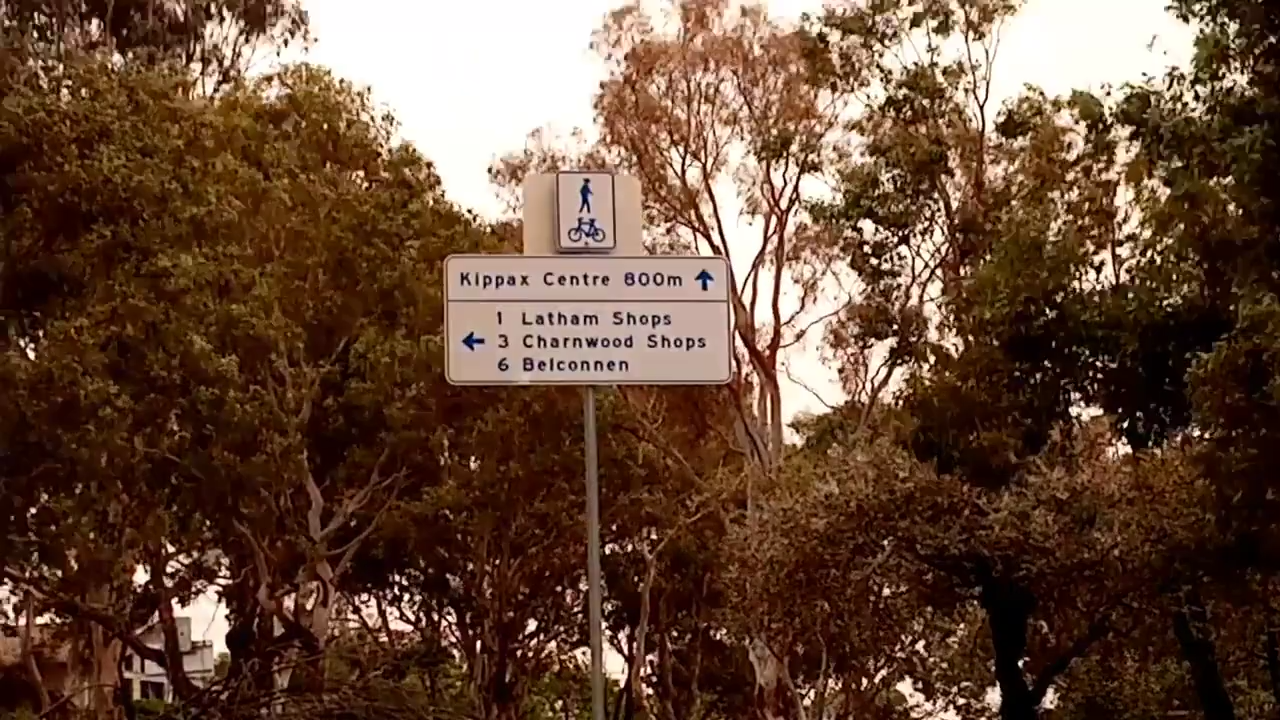 Kippax Centre 800m ↑
1 Latham Shops
← 3 Charnwood Shops
6 Belconnen